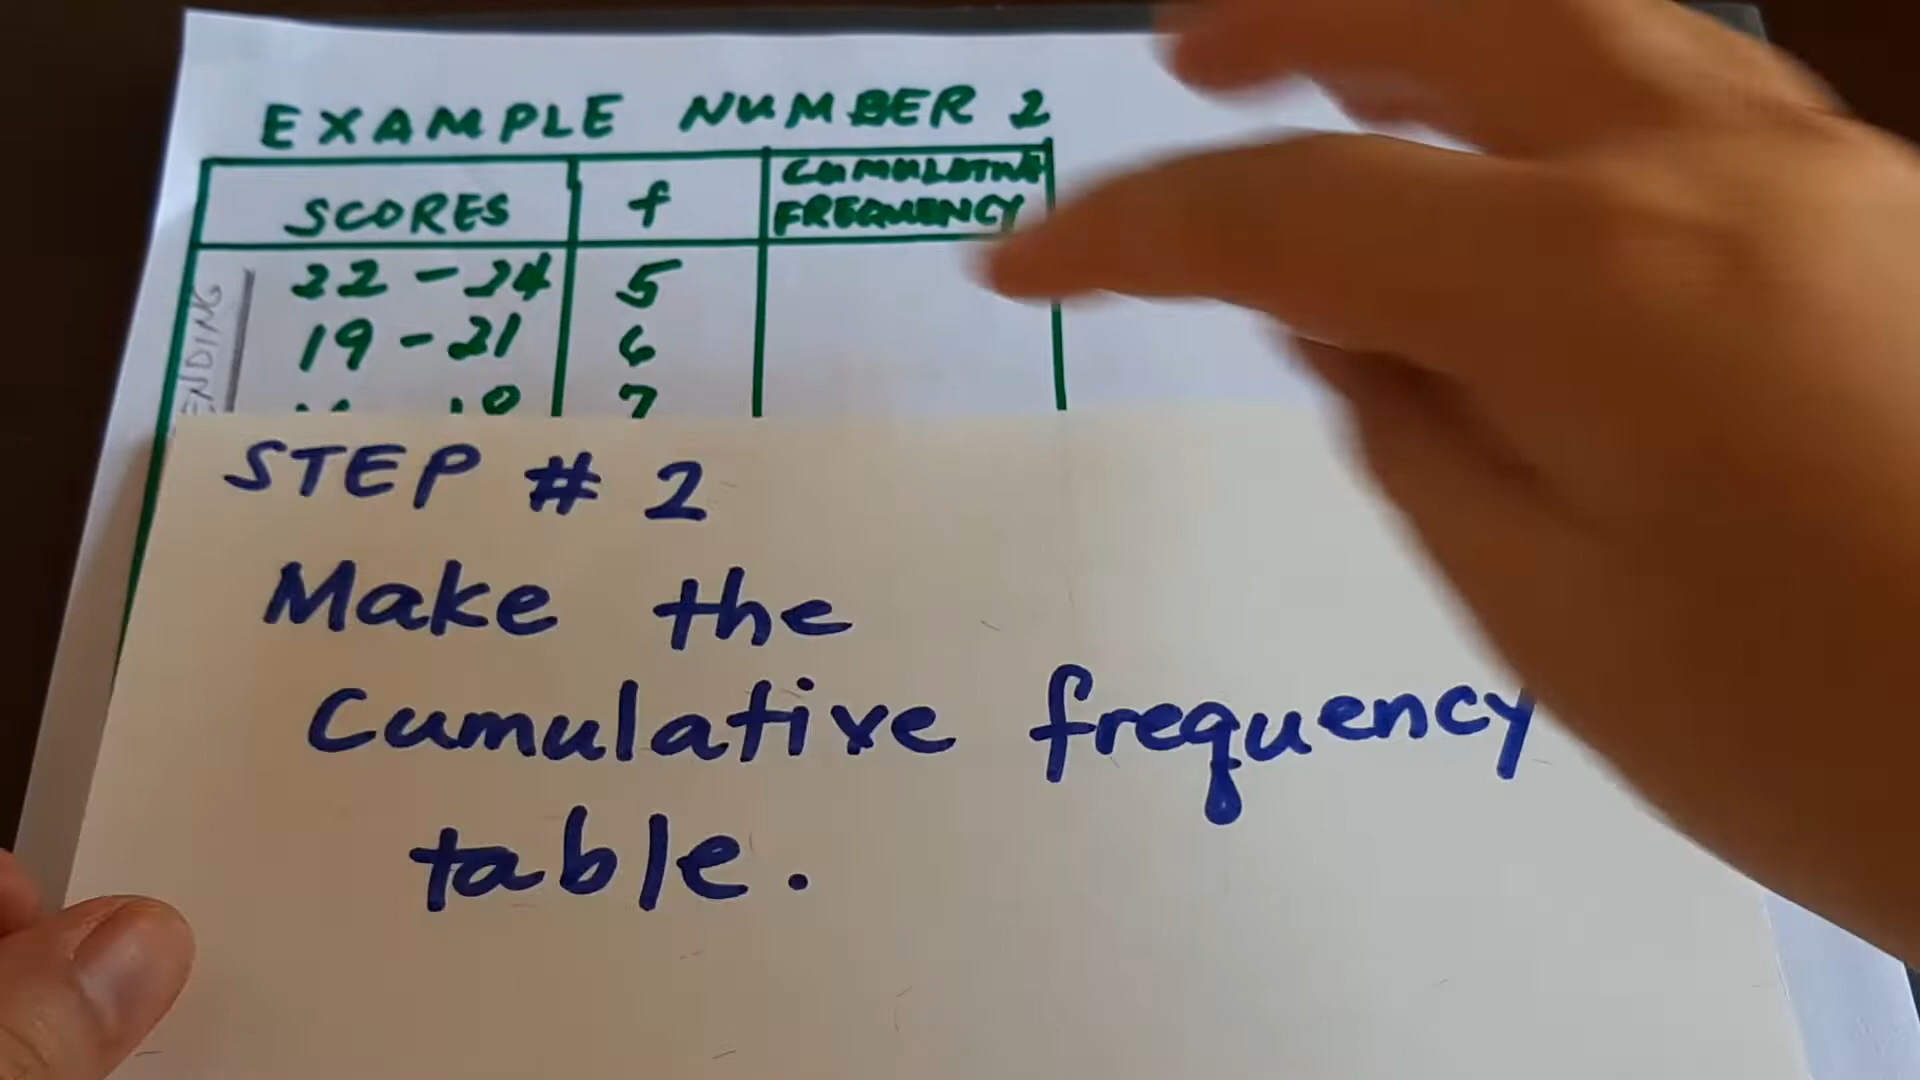 EXAMPLE NUMBER 2
SCORES f CUMULATIVE FREQUENCY
22 - 24 5
19 - 21 6
7
STEP # 2
Make the
Cumulative frequency
table.